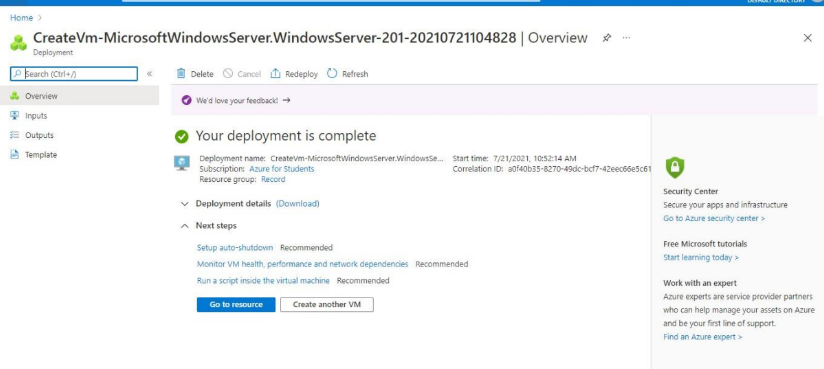 DEFAULT DIRECTORY
Home >
CreateVm-MicrosoftWindowsServer.WindowsServer-201-20210721104828 | Overview
Deployment
Search (Ctrl+/)
Delete Cancel Redeploy Refresh
Overview
Inputs
Outputs
Template
We'd love your feedback! →
Your deployment is complete
Deployment name: CreateVm-MicrosoftWindowsServer.WindowsSe...
Subscription: Azure for Students
Resource group: Record
Start time: 7/21/2021, 10:52:14 AM
Correlation ID: a0f40b35-8270-49dc-bcf7-42eec66e5c61
Deployment details (Download)
Next steps
Setup auto-shutdown Recommended
Monitor VM health, performance and network dependencies Recommended
Run a script inside the virtual machine Recommended
Go to resource Create another VM
Security Center
Secure your apps and infrastructure
Go to Azure security center >
Free Microsoft tutorials
Start learning today >
Work with an expert
Azure experts are service provider partners
who can help manage your assets on Azure
and be your first line of support.
Find an Azure expert >